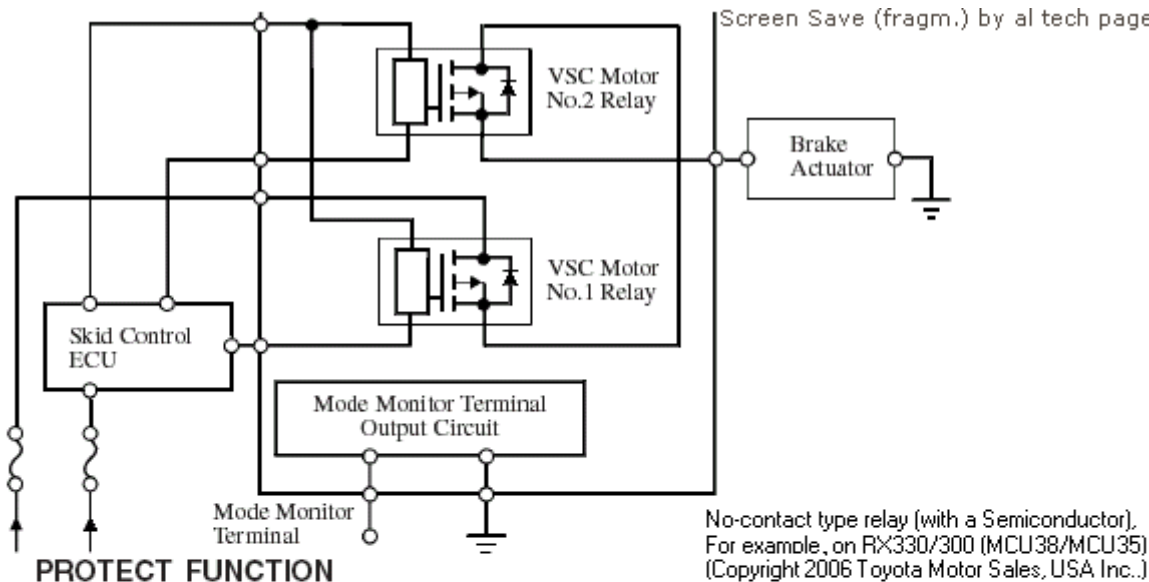 Screen Save (fragm.) by al tech page
VSC Motor
No.2 Relay
Brake
Actuator
VSC Motor
No.1 Relay
Skid Control
ECU
Mode Monitor Terminal
Output Circuit
Mode Monitor
Terminal
PROTECT FUNCTION
No-contact type relay (with a Semiconductor),
For example, on RX330/300 (MCU38/MCU35)
(Copyright 2006 Toyota Motor Sales, USA Inc..)